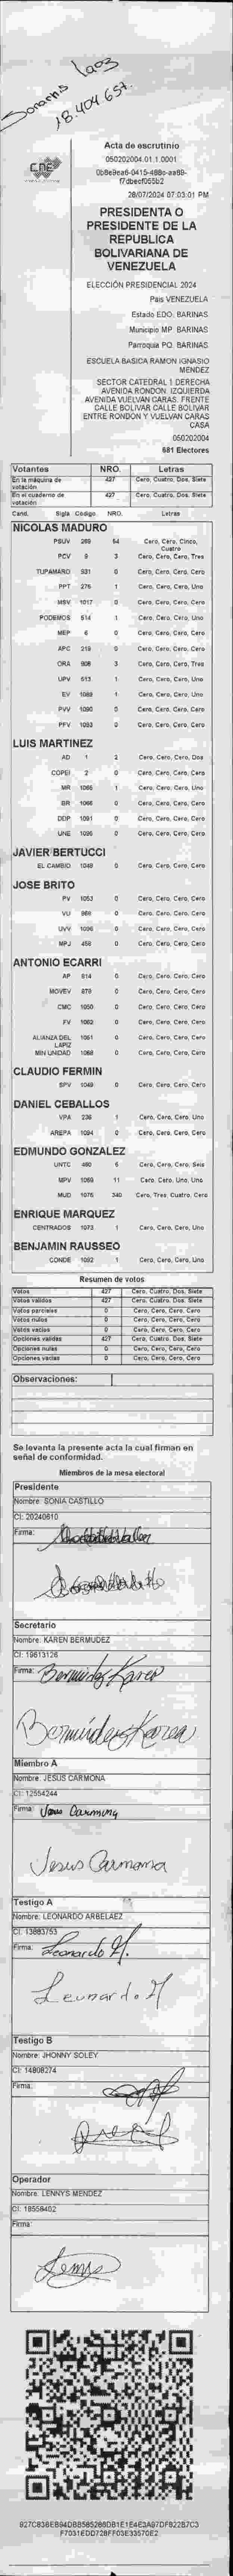 18.404.657.
CNE
Acta de escrutinio
050202004.01.1.0001
28/07/2024 07:03:01 PM
PRESIDENTA O
PRESIDENTE DE LA
REPUBLICA
BOLIVARIANA DE
VENEZUELA
ELECCIÓN PRESIDENCIAL 2024
Pais VENEZUELA
Estado EDO. BARINAS
Municipio MP. BARINAS
Parroquia PQ. BARINAS
ESCUELA BASICA RAMON IGNASIO
MENDEZ
SECTOR CATEDRAL 1 DERECHA
AVENIDA RONDON. IZQUIERDA
AVENIDA VUELVAN CARAS. FRENTE
CALLE BOLIVAR CALLE BOLIVAR
ENTRE RONDON Y VUELVAN CARAS
CASA
050202004
681 Electores
Votantes NRO. Letras
En la máquina de votación 427 Cero, Cuatro, Dos, Siete
En el cuaderno de votación 427 Cero, Cuatro, Dos, Siete
Cand. Sigla Codigo NRO. Letras
NICOLAS MADURO
PSUV 269 54 Cero, Cero, Cinco, Cuatro
PCV 9 3 Cero, Cero, Cero, Tres
TUPAMARO 931 0 Cero, Cero, Cero, Cero
PPT 276 1 Cero, Cero, Cero, Uno
MSV 1017 0 Cero, Cero, Cero, Cero
PODEMOS 514 1 Cero, Cero, Cero, Uno
MEP 6 0 Cero, Cero, Cero, Cero
APC 219 0 Cero, Cero, Cero, Cero
ORA 908 3 Cero, Cero, Cero, Tres
UPV 613 1 Cero, Cero, Cero, Uno
EV 1089 1 Cero, Cero, Cero, Uno
PVV 1090 0 Cero, Cero, Cero, Cero
PFV 1093 0 Cero, Cero, Cero, Cero
LUIS MARTINEZ
AD 1 2 Cero, Cero, Cero, Dos
COPEI 2 0 Cero, Cero, Cero, Cero
MR 1065 1 Cero, Cero, Cero, Uno
BR 1066 0 Cero, Cero, Cero, Cero
DDP 1091 0 Cero, Cero, Cero, Cero
UNE 1095 0 Cero, Cero, Cero, Cero
JAVIER BERTUCCI
EL CAMBIO 1048 0 Cero, Cero, Cero, Cero
JOSE BRITO
PV 1053 0 Cero, Cero, Cero, Cero
VU 968 0 Cero, Cero, Cero, Cero
UVV 1096 0 Cero, Cero, Cero, Cero
MPJ 458 0 Cero, Cero, Cero, Cero
ANTONIO ECARRI
AP 814 0 Cero, Cero, Cero, Cero
MOVEV 879 0 Cero, Cero, Cero, Cero
CMC 1050 0 Cero, Cero, Cero, Cero
FV 1062 0 Cero, Cero, Cero, Cero
ALIANZA DEL LAPIZ 1051 0 Cero, Cero, Cero, Cero
MIN UNIDAD 1068 0 Cero, Cero, Cero, Cero
CLAUDIO FERMIN
SPV 1049 0 Cero, Cero, Cero, Cero
DANIEL CEBALLOS
VPA 238 1 Cero, Cero, Cero, Uno
AREPA 1094 0 Cero, Cero, Cero, Cero
EDMUNDO GONZALEZ
UNTC 480 6 Cero, Cero, Cero, Seis
MPV 1069 11 Cero, Cero, Uno, Uno
MUD 1076 340 Cero, Tres, Cuatro, Cero
ENRIQUE MARQUEZ
CENTRADOS 1073 1 Cero, Cero, Cero, Uno
BENJAMIN RAUSSEO
CONDE 1092 1 Cero, Cero, Cero, Uno
Resumen de votos
Votos 427 Cero, Cuatro, Dos, Siete
Votos válidos 427 Cero, Cuatro, Dos, Siete
Votos parciales 0 Cero, Cero, Cero, Cero
Votos nulos 0 Cero, Cero, Cero, Cero
Votos vacíos 0 Cero, Cero, Cero, Cero
Opciones validas 427 Cero, Cuatro, Dos, Siete
Opciones nulas 0 Cero, Cero, Cero, Cero
Opciones vacias 0 Cero, Cero, Cero, Cero
Observaciones:
Se levanta la presente acta la cual firman en
señal de conformidad.
Miembros de la mesa electoral
Presidente
Nombre: SONIA CASTILLO
CI: 20240610
Firma:
Secretario
Nombre: KAREN BERMUDEZ
CI: 19613126
Firma: Bermúdez Karen
Bermúdez Karen
Miembro A
Nombre: JESUS CARMONA
CI: 12554244
Firma: Jesus Carmona
Jesus Carmona
Testigo A
Nombre: LEONARDO ARBELAEZ
CI: 13883753
Firma: Leonardo
Leonardo
Testigo B
Nombre: JHONNY SOLEY
CI: 14808274
Firma:
Operador
Nombre: LENNYS MENDEZ
CI: 18558402
Firma: